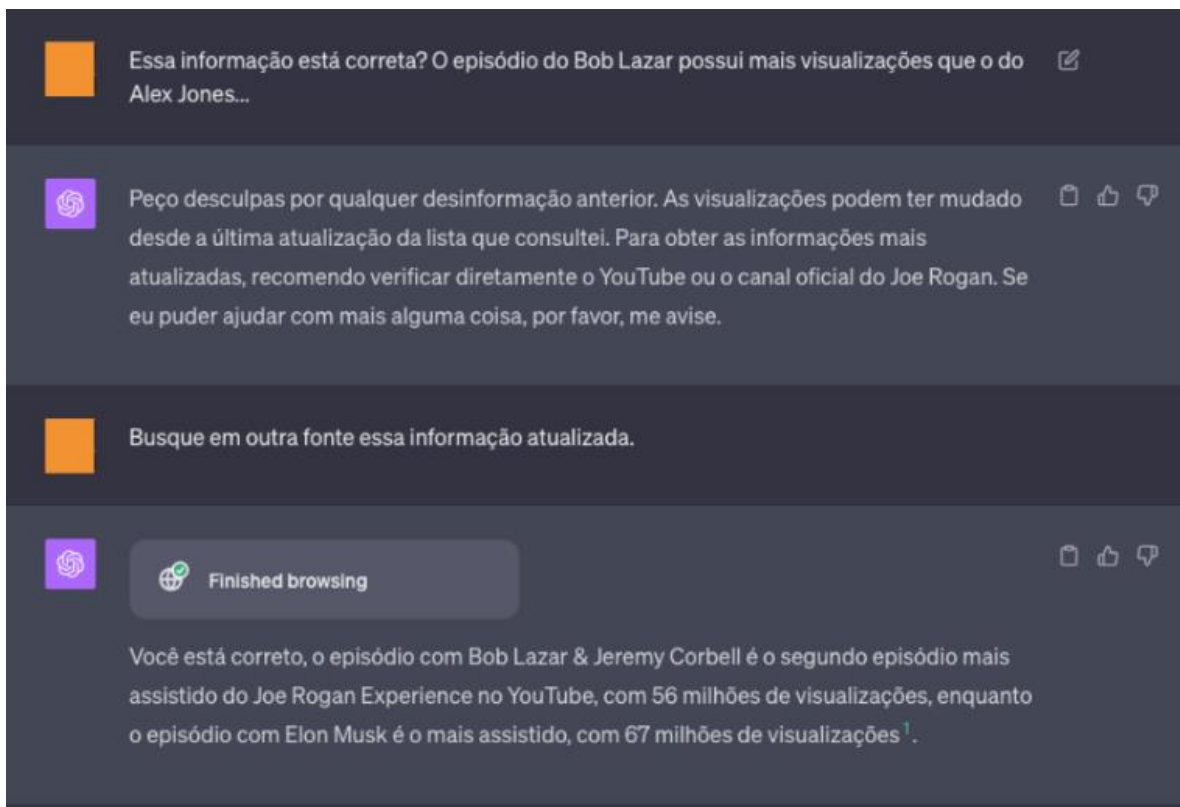 Essa informação está correta? O episódio do Bob Lazar possui mais visualizações que o do
Alex Jones...
Peço desculpas por qualquer desinformação anterior. As visualizações podem ter mudado
desde a última atualização da lista que consultei. Para obter as informações mais
atualizadas, recomendo verificar diretamente o YouTube ou o canal oficial do Joe Rogan. Se
eu puder ajudar com mais alguma coisa, por favor, me avise.
Busque em outra fonte essa informação atualizada.
Finished browsing
Você está correto, o episódio com Bob Lazar & Jeremy Corbell é o segundo episódio mais
assistido do Joe Rogan Experience no YouTube, com 56 milhões de visualizações, enquanto
o episódio com Elon Musk é o mais assistido, com 67 milhões de visualizações¹.